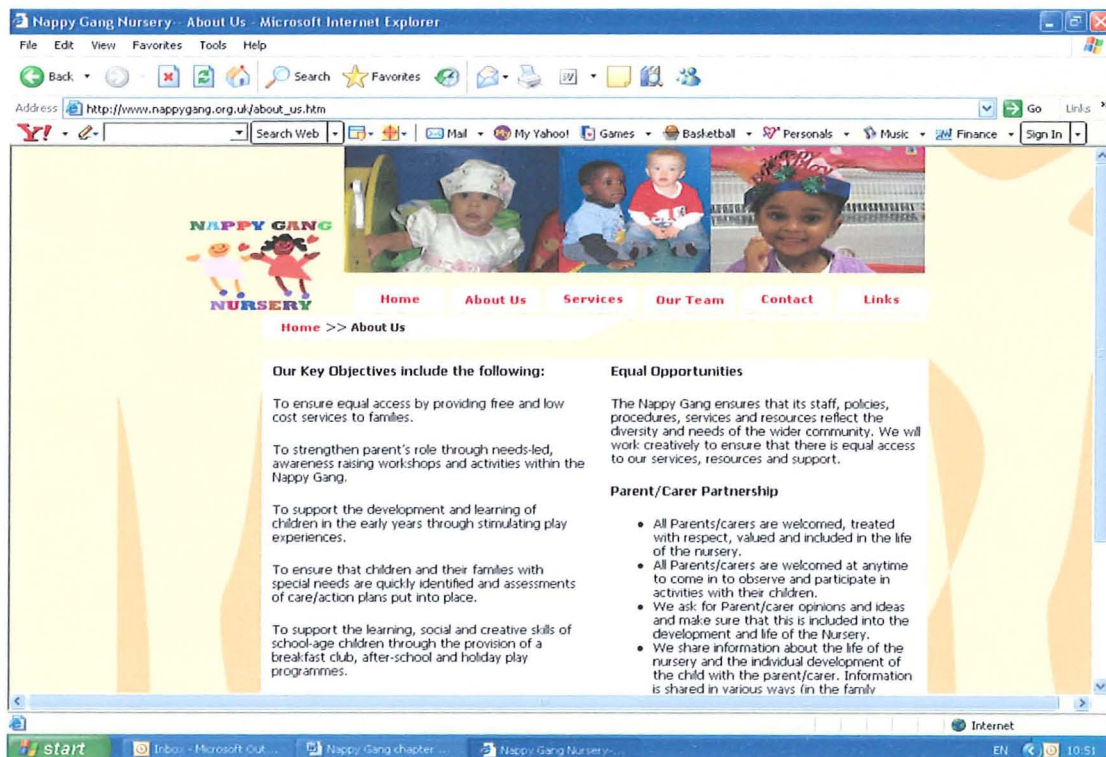 Nappy Gang Nursery-- About Us - Microsoft Internet Explorer
File Edit View Favorites Tools Help
Back Search Favorites
Address http://www.nappygang.org.uk/about_us.htm Go Links »
Y! Search Web Mail My Yahoo! Games Basketball Personals Music Finance Sign In
NAPPY GANG
NURSERY
Home About Us Services Our Team Contact Links
Home >> About Us
Our Key Objectives include the following:
To ensure equal access by providing free and low
cost services to families.
To strengthen parent's role through needs-led,
awareness raising workshops and activities within the
Nappy Gang.
To support the development and learning of
children in the early years through stimulating play
experiences.
To ensure that children and their families with
special needs are quickly identified and assessments
of care/action plans put into place.
To support the learning, social and creative skills of
school-age children through the provision of a
breakfast club, after-school and holiday play
programmes.
Equal Opportunities
The Nappy Gang ensures that its staff, policies,
procedures, services and resources reflect the
diversity and needs of the wider community. We will
work creatively to ensure that there is equal access
to our services, resources and support.
Parent/Carer Partnership
• All Parents/carers are welcomed, treated
with respect, valued and included in the life
of the nursery.
• All Parents/carers are welcomed at anytime
to come in to observe and participate in
activities with their children.
• We ask for Parent/carer opinions and ideas
and make sure that this is included into the
development and life of the Nursery.
• We share information about the life of the
nursery and the individual development of
the child with the parent/carer. Information
is shared in various ways (in the family
Internet
start Inbox - Microsoft Out ... Nappy Gang chapter ... Nappy Gang Nursery-... EN 10:51